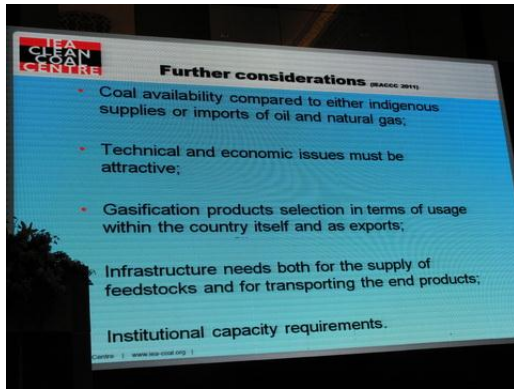 IEA
CLEAN
COAL
CENTRE
Further considerations (IEACCC 2011)
• Coal availability compared to either indigenous
supplies or imports of oil and natural gas;
• Technical and economic issues must be
attractive;
• Gasification products selection in terms of usage
within the country itself and as exports;
Infrastructure needs both for the supply of
feedstocks and for transporting the end products;
Institutional capacity requirements.
Centre | www.iea-coal.org |